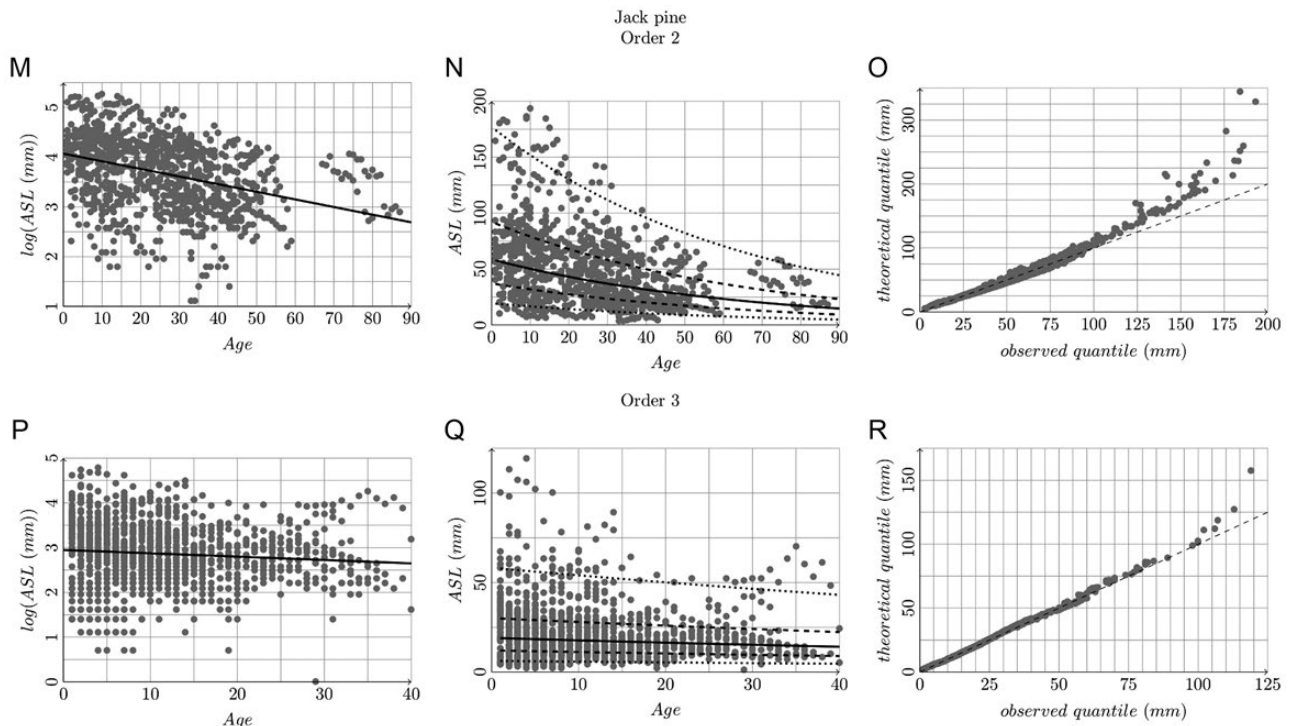 Jack pine
Order 2
M
log(ASL (mm))
5
4
3
2
1
0 10 20 30 40 50 60 70 80 90
Age
N
ASL (mm)
200
150
100
50
0
0 10 20 30 40 50 60 70 80 90
Age
O
theoretical quantile (mm)
300
200
100
0
0 25 50 75 100 125 150 175 200
observed quantile (mm)
Order 3
P
log(ASL (mm))
5
4
3
2
1
0
0 10 20 30 40
Age
Q
ASL (mm)
100
50
0
0 10 20 30 40
Age
R
theoretical quantile (mm)
150
100
50
0
0 25 50 75 100 125
observed quantile (mm)